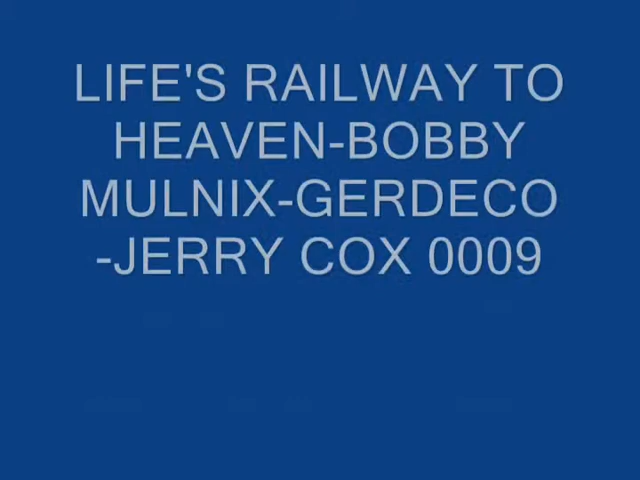 LIFE'S RAILWAY TO
HEAVEN-BOBBY
MULNIX-GERDECO
-JERRY COX 0009